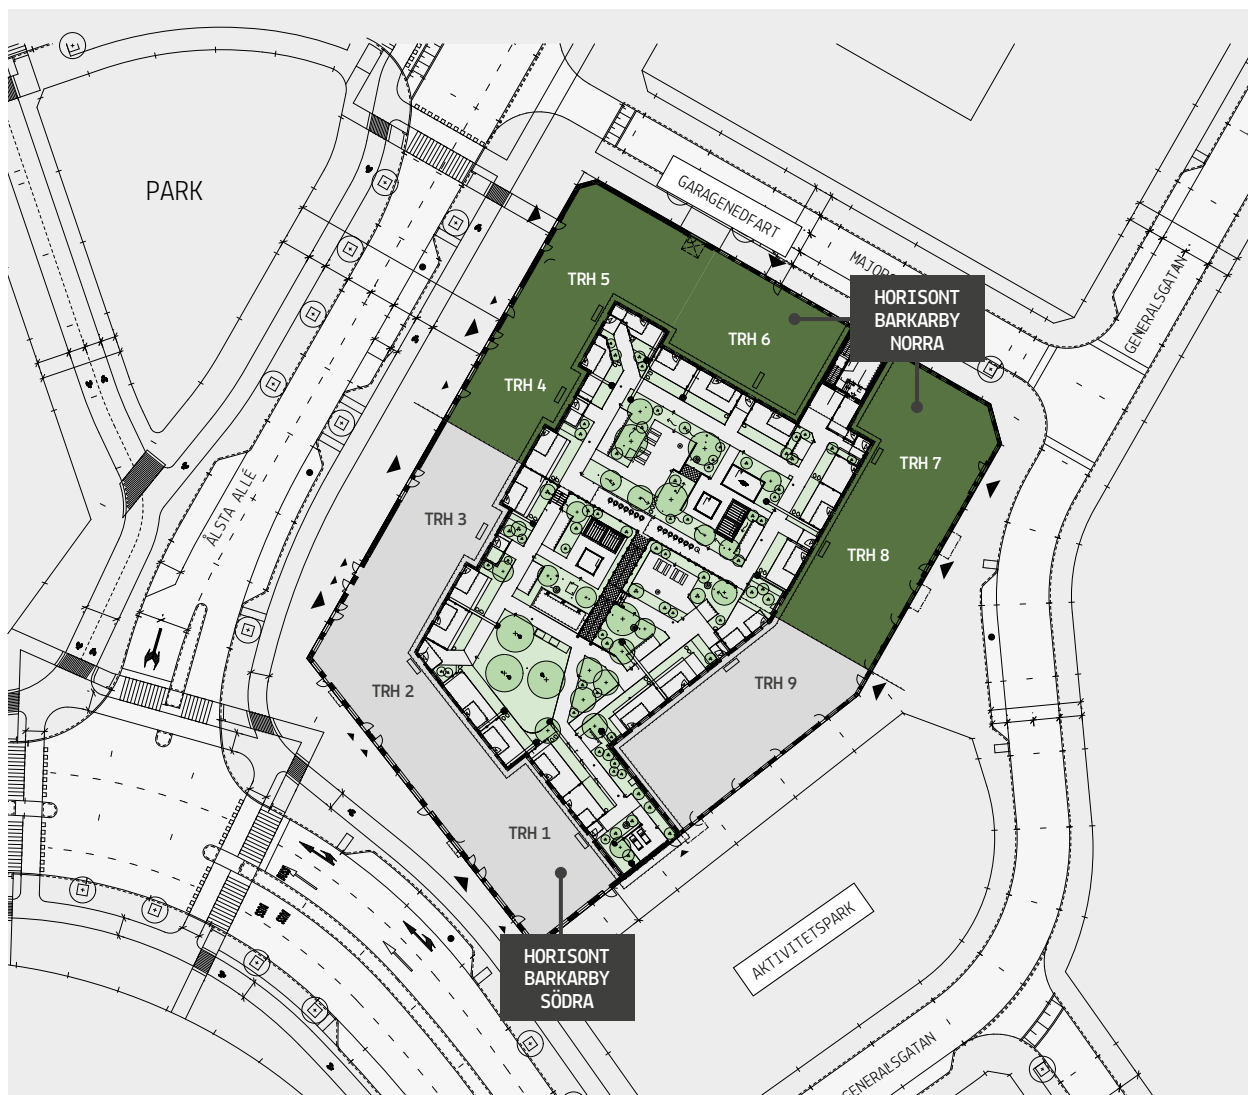 PARK
GARAGENEDFART
TRH 5
HORISONT
BARKARBY
NORRA
GENERALSGATAN
TRH 6
TRH 4
TRH 7
ÅLSTA ALLÉ
TRH 3
TRH 8
TRH 2
TRH 9
TRH 1
AKTIVITETSPARK
HORISONT
BARKARBY
SÖDRA
GENERALSGATAN